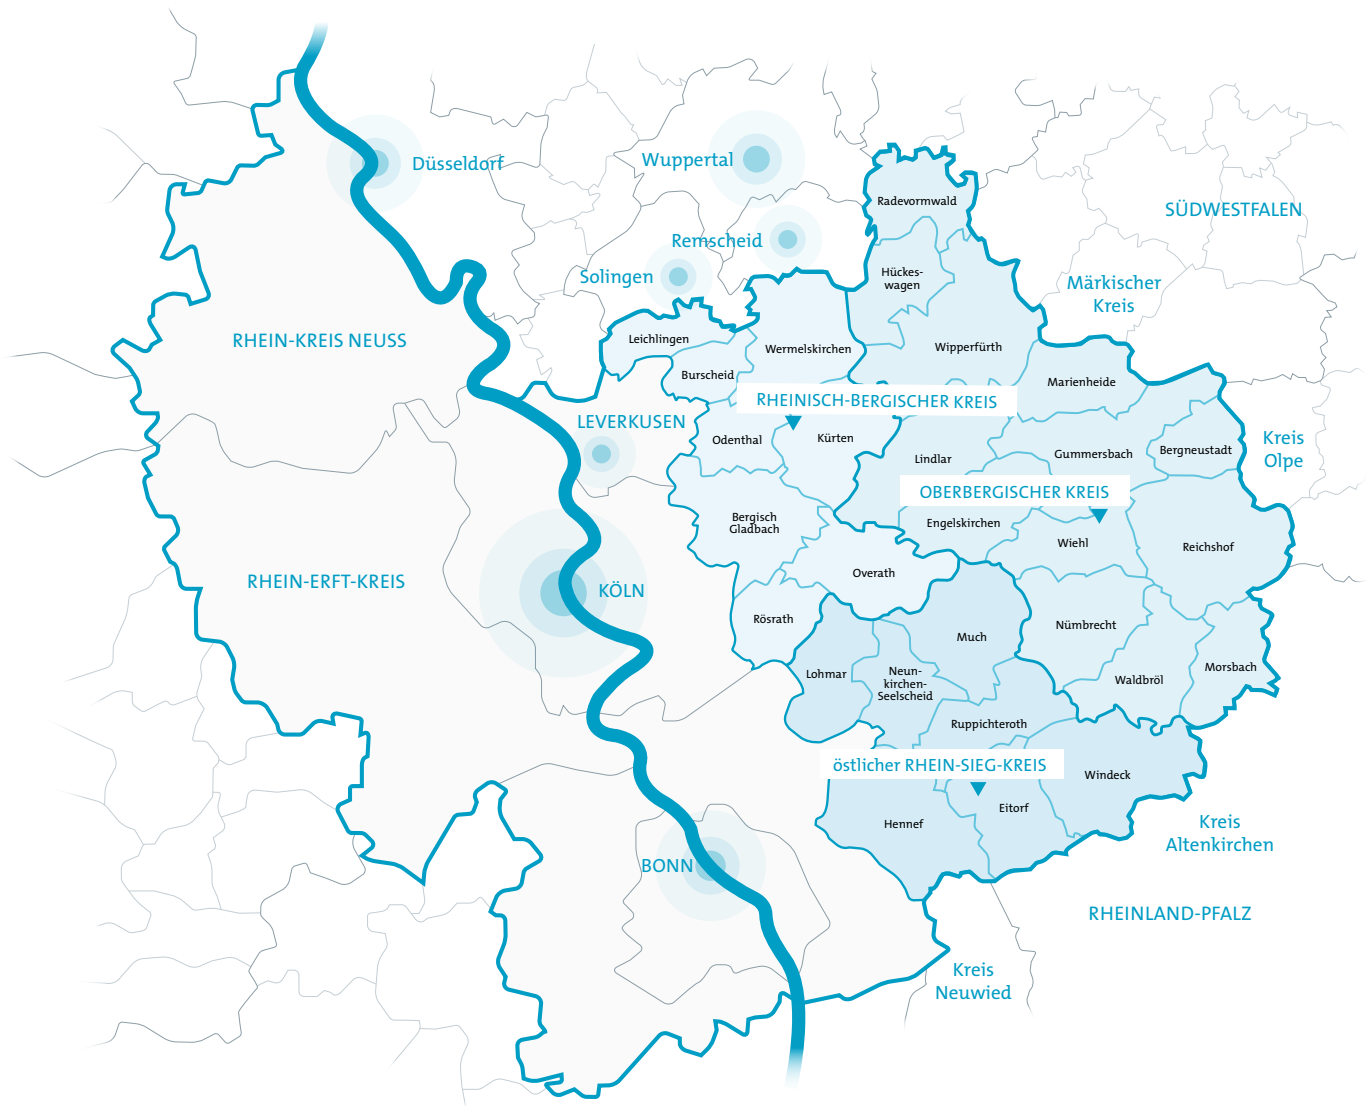 Düsseldorf
Wuppertal
Radevormwald
SÜDWESTFALEN
Remscheid
Solingen
Hückes-
wagen
Märkischer
Kreis
RHEIN-KREIS NEUSS
Leichlingen
Wermelskirchen
Wipperfürth
Burscheid
Marienheide
RHEINISCH-BERGISCHER KREIS
LEVERKUSEN
Odenthal
Kürten
Lindlar
Gummersbach
Bergneustadt
Kreis
Olpe
OBERBERGISCHER KREIS
Bergisch
Gladbach
Engelskirchen
Wiehl
Reichshof
RHEIN-ERFT-KREIS
KÖLN
Overath
Rösrath
Much
Nümbrecht
Lohmar
Neun-
kirchen-
Seelscheid
Waldbröl
Morsbach
Ruppichteroth
östlicher RHEIN-SIEG-KREIS
Windeck
Eitorf
Hennef
Kreis
Altenkirchen
BONN
RHEINLAND-PFALZ
Kreis
Neuwied